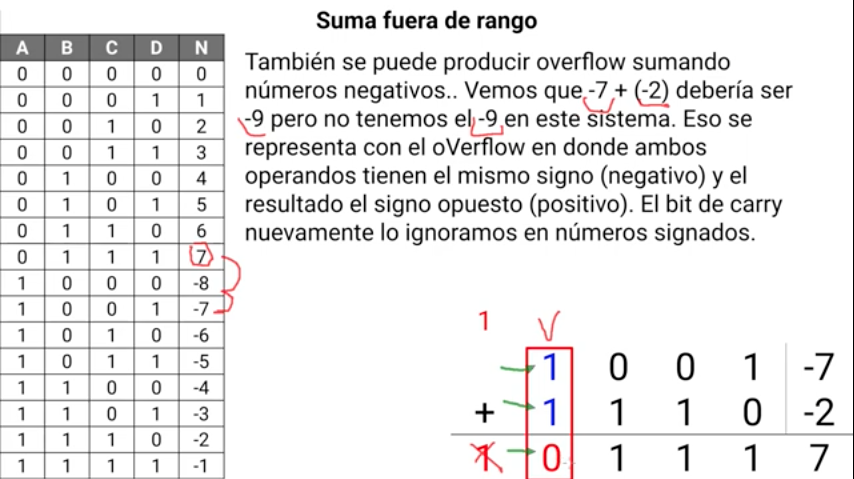 Suma fuera de rango
A B C D N
0 0 0 0 0
0 0 0 1 1
0 0 1 0 2
0 0 1 1 3
0 1 0 0 4
0 1 0 1 5
0 1 1 0 6
0 1 1 1 7
1 0 0 0 -8
1 0 0 1 -7
1 0 1 0 -6
1 0 1 1 -5
1 1 0 0 -4
1 1 0 1 -3
1 1 1 0 -2
1 1 1 1 -1
También se puede producir overflow sumando
números negativos.. Vemos que -7 + (-2) debería ser
-9 pero no tenemos el -9 en este sistema. Eso se
representa con el oVerflow en donde ambos
operandos tienen el mismo signo (negativo) y el
resultado el signo opuesto (positivo). El bit de carry
nuevamente lo ignoramos en números signados.
1 V
1 0 0 1 -7
+ 1 1 1 0 -2
1 0 1 1 1 7